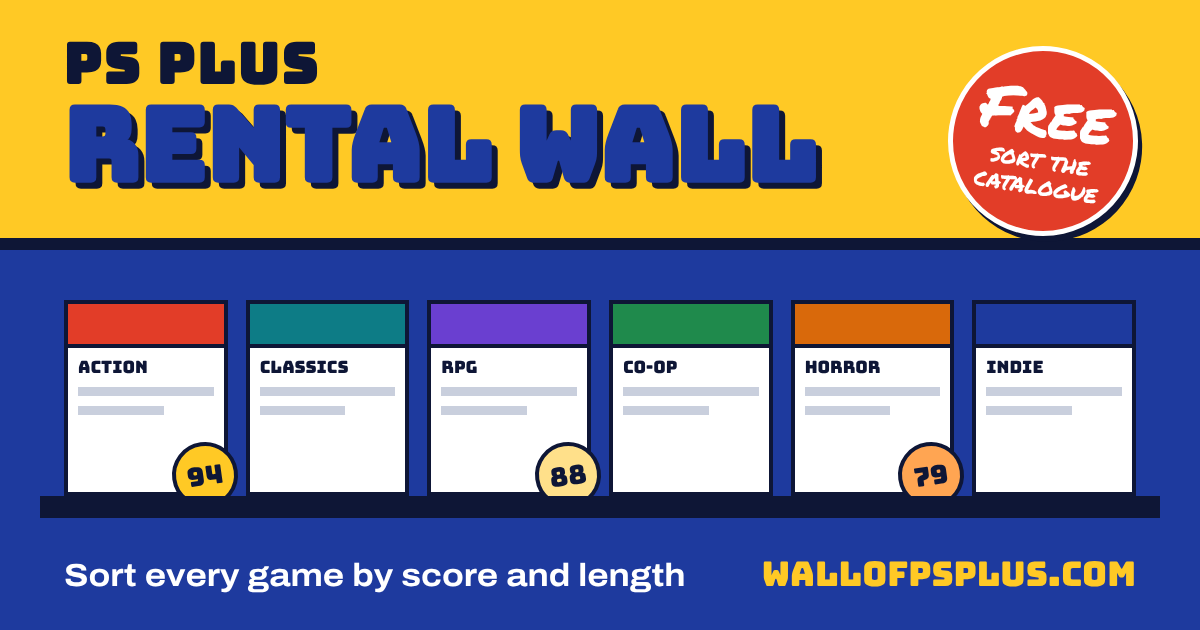 PS PLUS
RENTAL WALL
FREE
SORT THE
CATALOGUE
ACTION
CLASSICS
RPG
CO-OP
HORROR
INDIE
94
88
79
Sort every game by score and length
WALLOFPSPLUS.COM